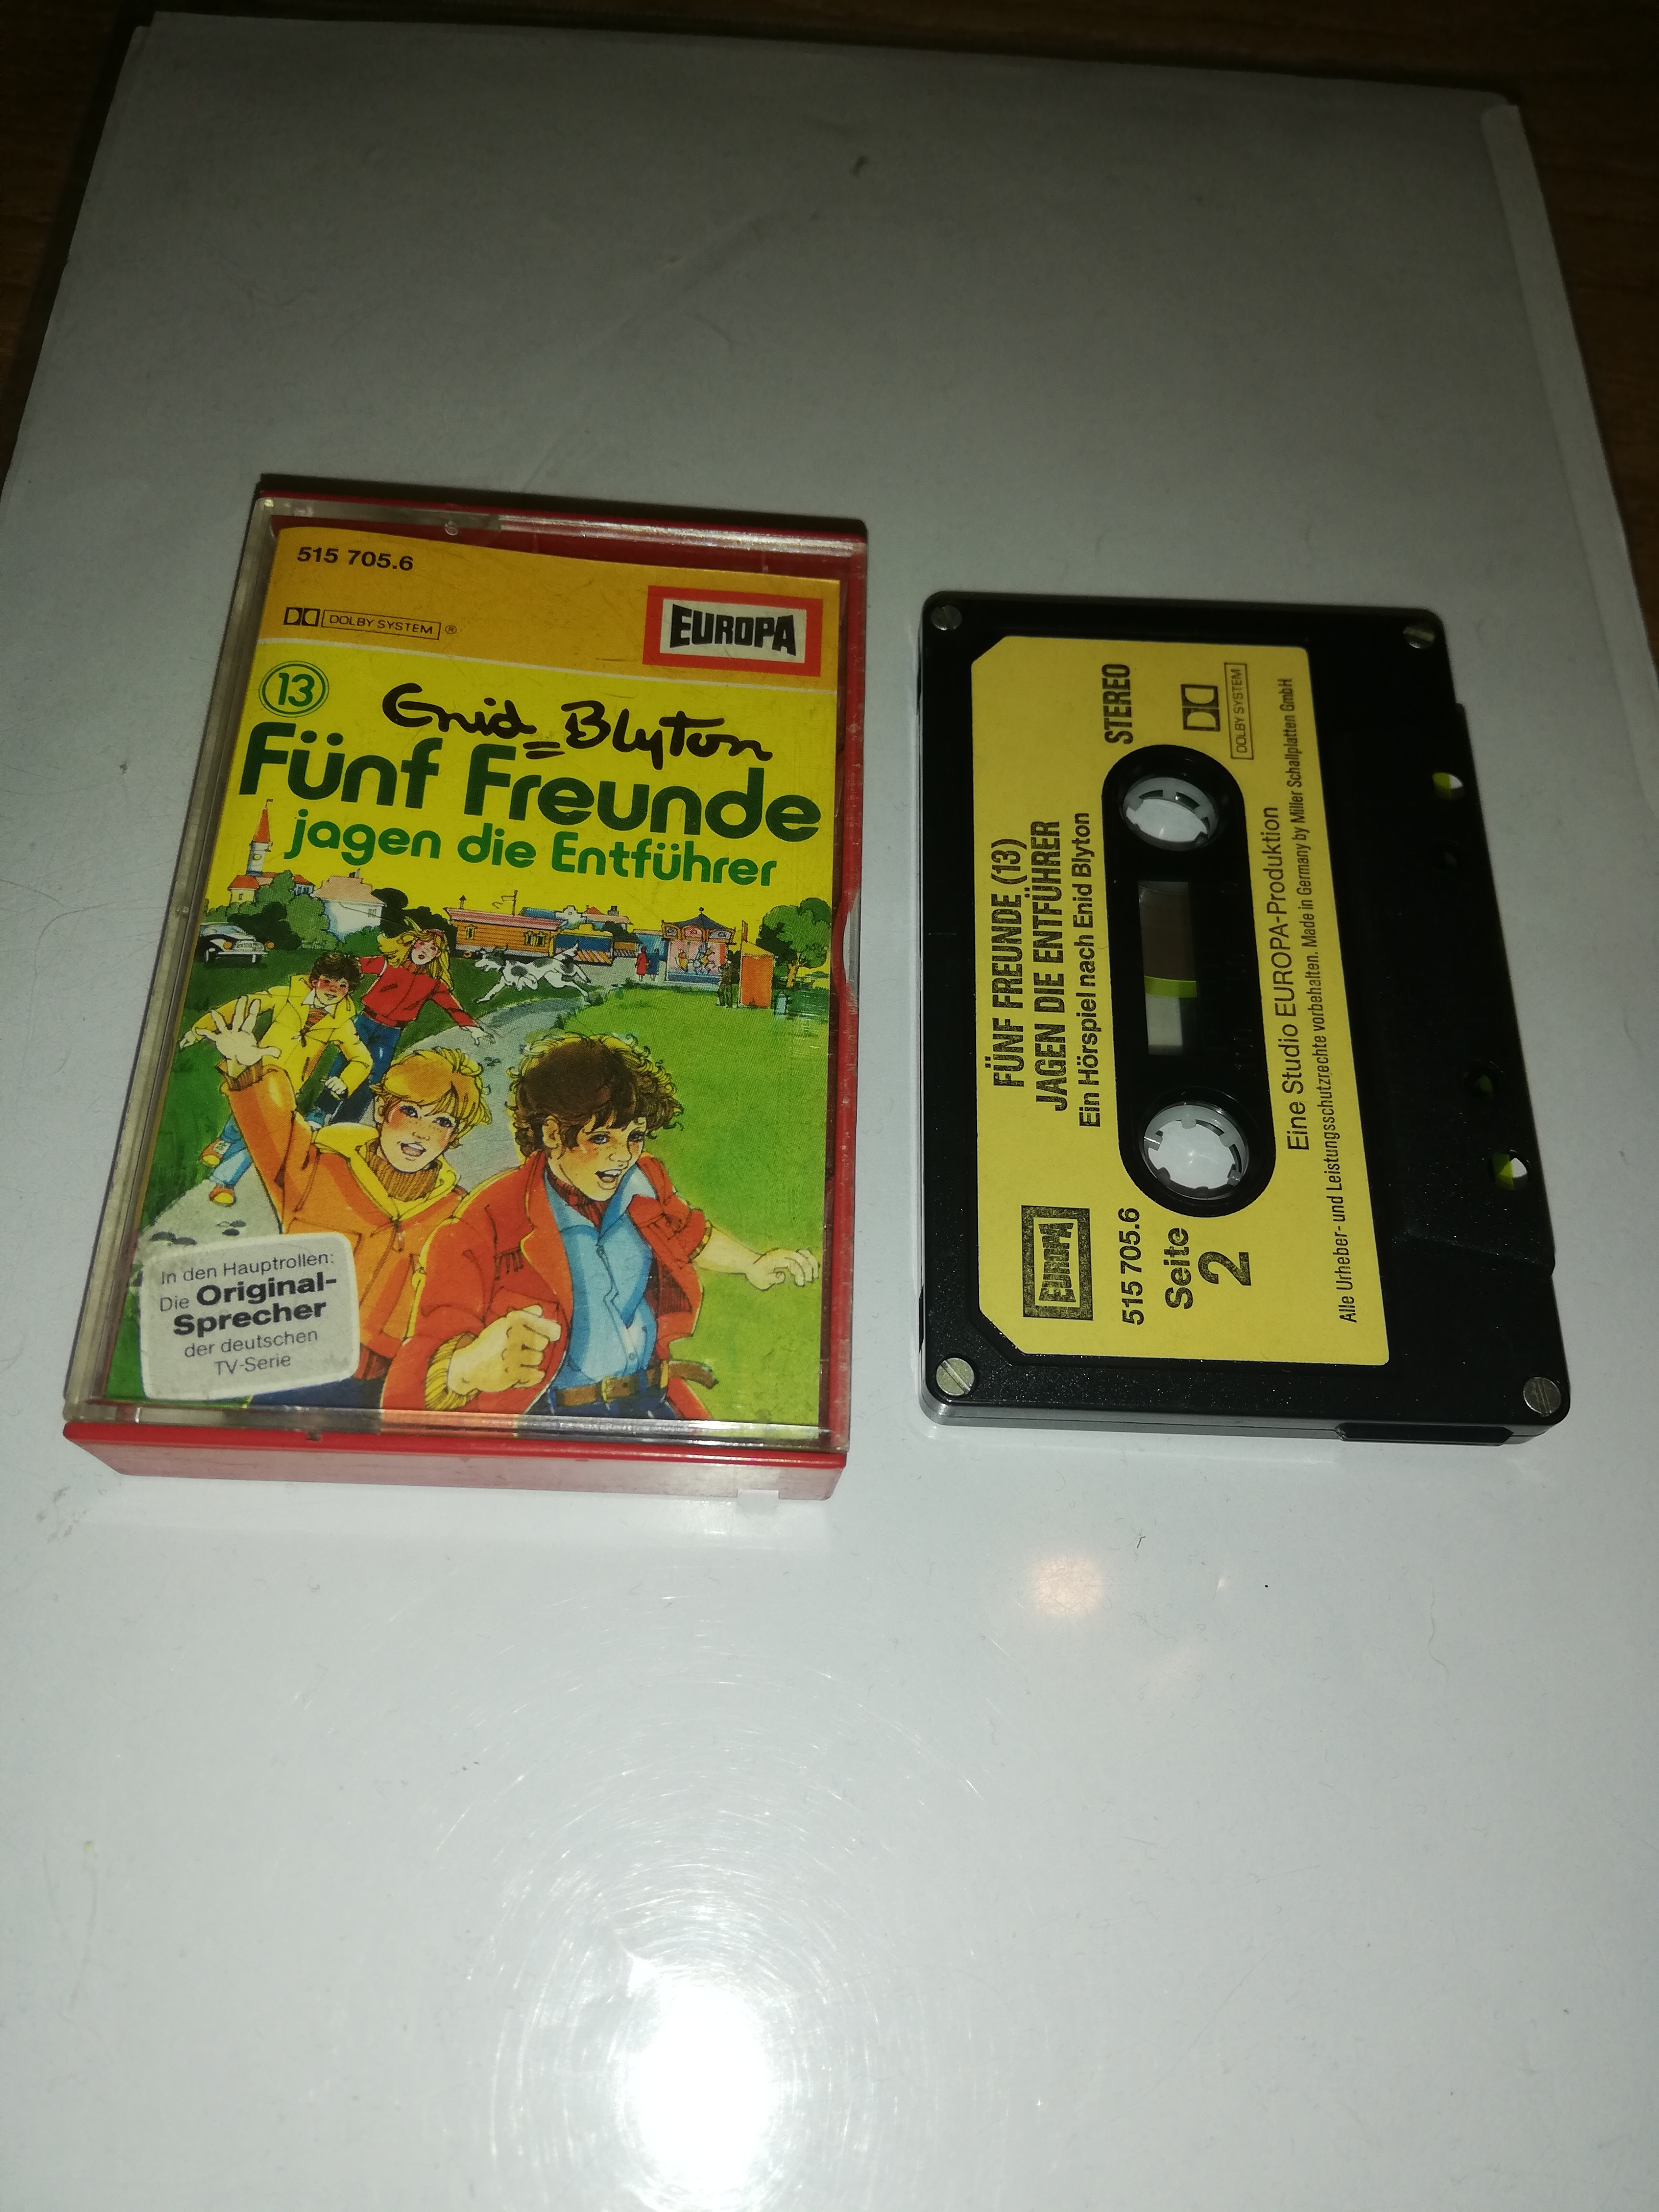 515 705.6
DOLBY SYSTEM ®
EUROPA
13
Enid Blyton
Fünf Freunde
jagen die Entführer
In den Hauptrollen:
Die Original-
Sprecher
der deutschen
TV-Serie
FÜNF FREUNDE (13)
JAGEN DIE ENTFÜHRER
Ein Hörspiel nach Enid Blyton
STEREO
DOLBY SYSTEM
EUROPA
515 705.6
Seite
2
Eine Studio EUROPA-Produktion
Alle Urheber- und Leistungsschutzrechte vorbehalten. Made in Germany by Miller Schallplatten GmbH